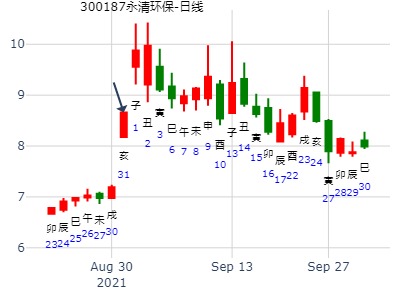 300187永清环保-日线
10
9
8
7
6
卯
23
辰
24
巳
25
午
26
未
27
戌
30
亥
31
子
1
丑
2
寅
3
巳
6
午
7
未
8
申
9
酉
10
子
13
丑
14
寅
15
卯
16
辰
17
酉
22
戌
23
亥
24
寅
27
卯
28
辰
29
巳
30
Aug 30
2021
Sep 13
Sep 27